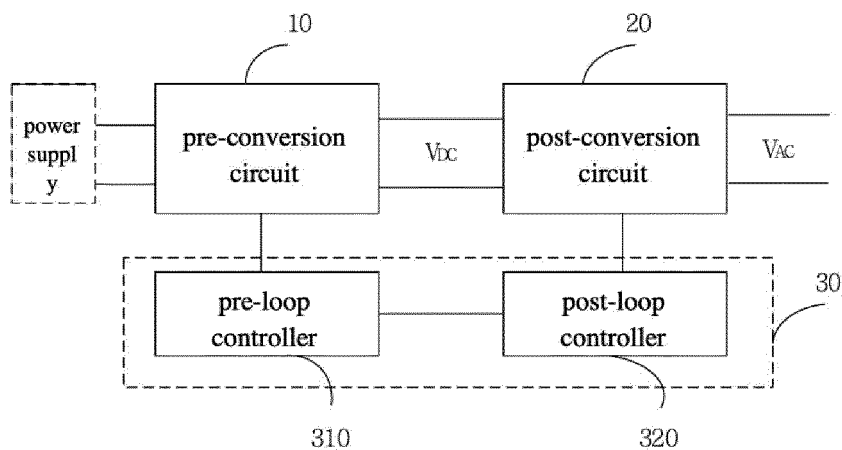 10
20
power
suppl
y
pre-conversion
circuit
VDC
post-conversion
circuit
VAC
pre-loop
controller
post-loop
controller
30
310
320